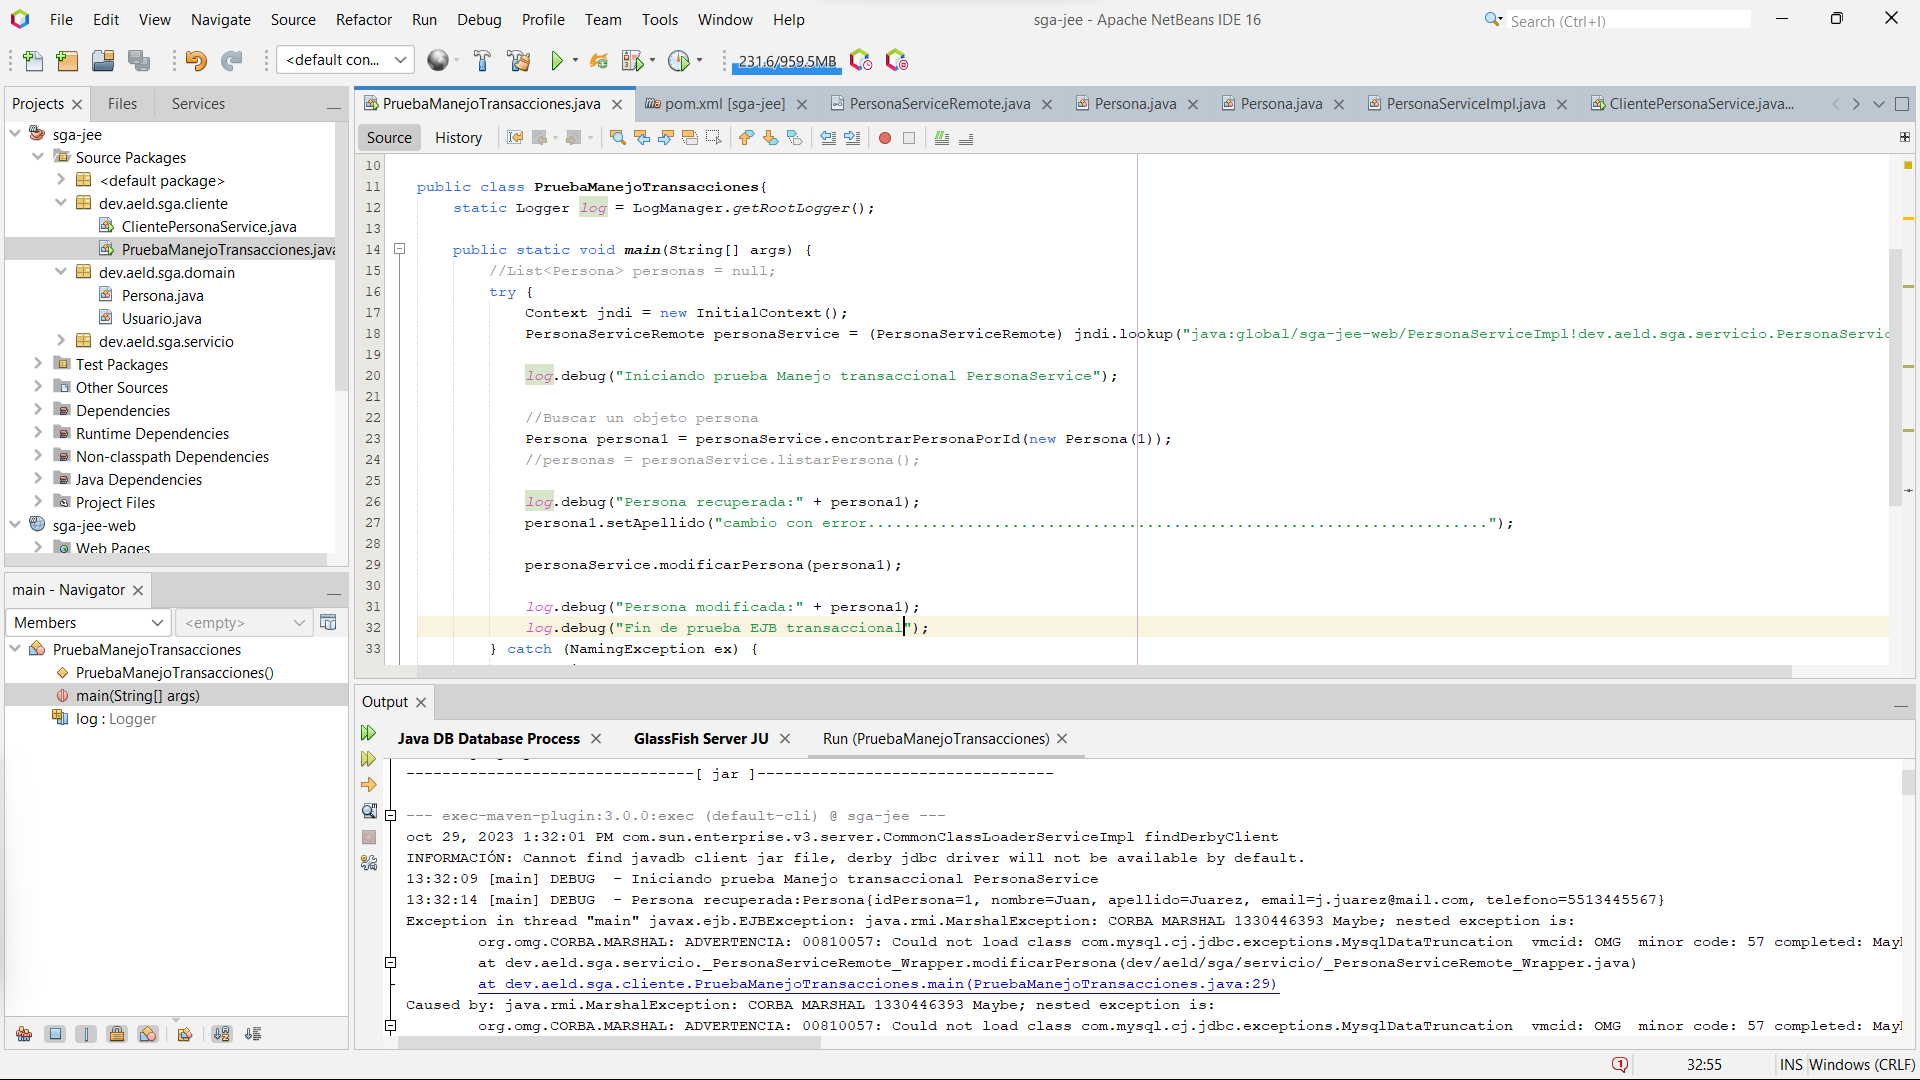 File Edit View Navigate Source Refactor Run Debug Profile Team Tools Window Help
sga-jee - Apache NetBeans IDE 16
Search (Ctrl+I)
<default con...
231.6/959.5MB
Projects Files Services
sga-jee
Source Packages
<default package>
dev.aeld.sga.cliente
ClientePersonaService.java
PruebaManejoTransacciones.java
dev.aeld.sga.domain
Persona.java
Usuario.java
dev.aeld.sga.servicio
Test Packages
Other Sources
Dependencies
Runtime Dependencies
Non-classpath Dependencies
Java Dependencies
Project Files
sga-jee-web
Web Pages
main - Navigator
Members
<empty>
PruebaManejoTransacciones
PruebaManejoTransacciones()
main(String[] args)
log : Logger
PruebaManejoTransacciones.java pom.xml [sga-jee] PersonaServiceRemote.java Persona.java Persona.java PersonaServiceImpl.java ClientePersonaService.java...
Source History
10
11 public class PruebaManejoTransacciones{
12 static Logger log = LogManager.getRootLogger();
13
14 public static void main(String[] args) {
15 //List<Persona> personas = null;
16 try {
17 Context jndi = new InitialContext();
18 PersonaServiceRemote personaService = (PersonaServiceRemote) jndi.lookup("java:global/sga-jee-web/PersonaServiceImpl!dev.aeld.sga.servicio.PersonaServic
19
20 log.debug("Iniciando prueba Manejo transaccional PersonaService");
21
22 //Buscar un objeto persona
23 Persona persona1 = personaService.encontrarPersonaPorId(new Persona(1));
24 //personas = personaService.listarPersona();
25
26 log.debug("Persona recuperada:" + persona1);
27 persona1.setApellido("cambio con error.....................................................................");
28
29 personaService.modificarPersona(persona1);
30
31 log.debug("Persona modificada:" + persona1);
32 log.debug("Fin de prueba EJB transaccional");
33 } catch (NamingException ex) {
Output
Java DB Database Process GlassFish Server JU Run (PruebaManejoTransacciones)
--------------------------------[ jar ]---------------------------------
--- exec-maven-plugin:3.0.0:exec (default-cli) @ sga-jee ---
oct 29, 2023 1:32:01 PM com.sun.enterprise.v3.server.CommonClassLoaderServiceImpl findDerbyClient
INFORMACIÓN: Cannot find javadb client jar file, derby jdbc driver will not be available by default.
13:32:09 [main] DEBUG - Iniciando prueba Manejo transaccional PersonaService
13:32:14 [main] DEBUG - Persona recuperada:Persona{idPersona=1, nombre=Juan, apellido=Juarez, email=j.juarez@mail.com, telefono=5513445567}
Exception in thread "main" javax.ejb.EJBException: java.rmi.MarshalException: CORBA MARSHAL 1330446393 Maybe; nested exception is:
org.omg.CORBA.MARSHAL: ADVERTENCIA: 00810057: Could not load class com.mysql.cj.jdbc.exceptions.MysqlDataTruncation vmcid: OMG minor code: 57 completed: May
at dev.aeld.sga.servicio._PersonaServiceRemote_Wrapper.modificarPersona(dev/aeld/sga/servicio/_PersonaServiceRemote_Wrapper.java)
at dev.aeld.sga.cliente.PruebaManejoTransacciones.main(PruebaManejoTransacciones.java:29)
Caused by: java.rmi.MarshalException: CORBA MARSHAL 1330446393 Maybe; nested exception is:
org.omg.CORBA.MARSHAL: ADVERTENCIA: 00810057: Could not load class com.mysql.cj.jdbc.exceptions.MysqlDataTruncation vmcid: OMG minor code: 57 completed: May
1 32:55 INS Windows (CRLF)